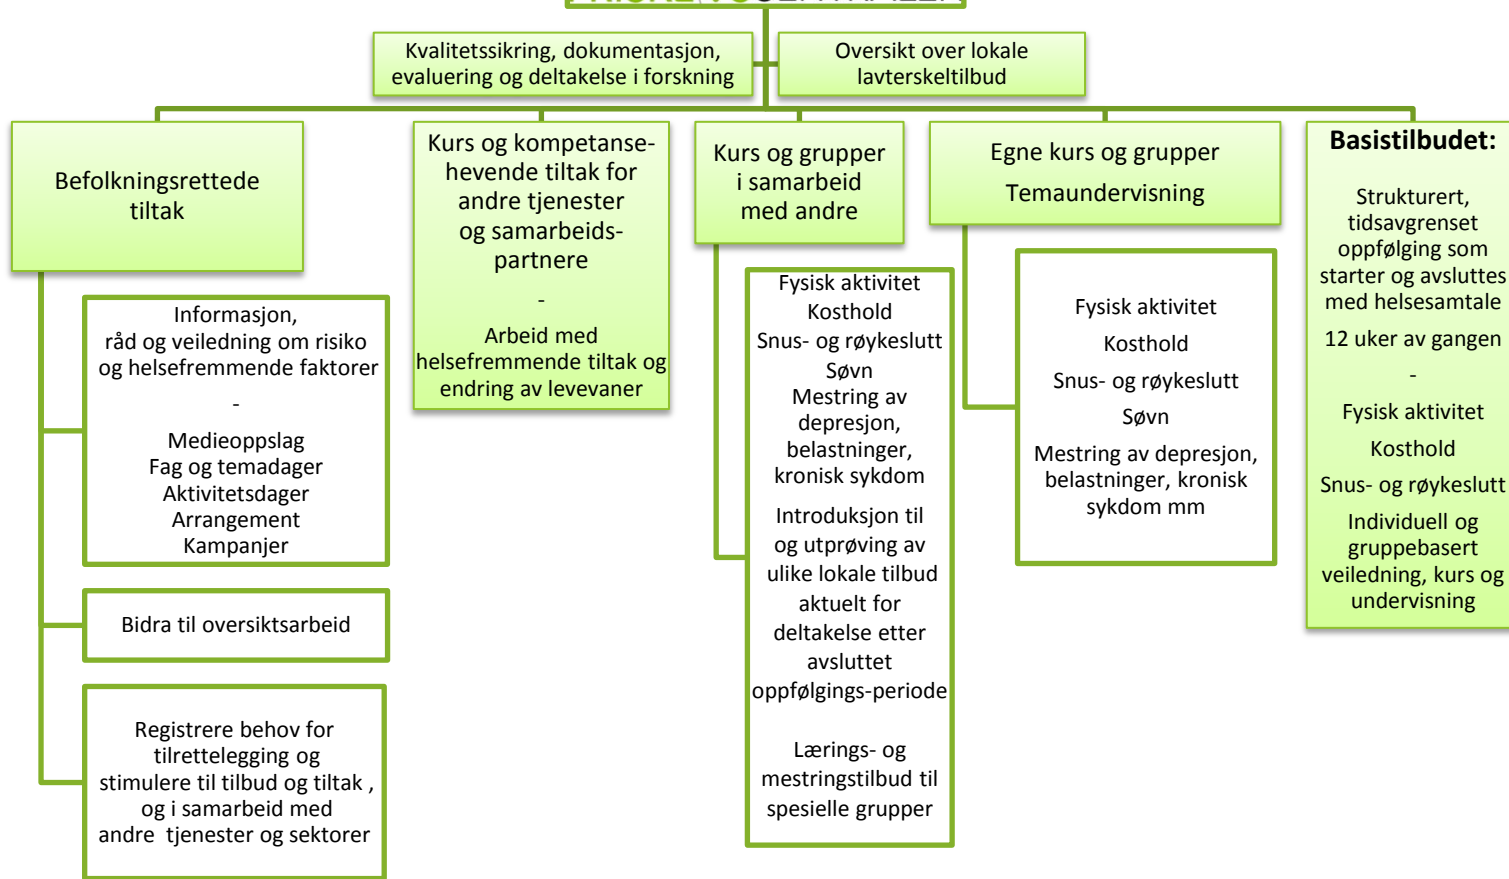 Kvalitetssikring, dokumentasjon,
evaluering og deltakelse i forskning
Oversikt over lokale
lavterskeltilbud
Befolkningsrettede
tiltak
Informasjon,
råd og veiledning om risiko
og helsefremmende faktorer
-
Medieoppslag
Fag og temadager
Aktivitetsdager
Arrangement
Kampanjer
Bidra til oversiktsarbeid
Registrere behov for
tilrettelegging og
stimulere til tilbud og tiltak ,
og i samarbeid med
andre tjenester og sektorer
Kurs og kompetanse-
hevende tiltak for
andre tjenester
og samarbeids-
partnere
-
Arbeid med
helsefremmende tiltak og
endring av levevaner
Kurs og grupper
i samarbeid
med andre
Fysisk aktivitet
Kosthold
Snus- og røykeslutt
Søvn
Mestring av
depresjon,
belastninger,
kronisk sykdom
Introduksjon til
og utprøving av
ulike lokale tilbud
aktuelt for
deltakelse etter
avsluttet
oppfølgings-periode
Lærings- og
mestringstilbud til
spesielle grupper
Egne kurs og grupper
Temaundervisning
Fysisk aktivitet
Kosthold
Snus- og røykeslutt
Søvn
Mestring av depresjon,
belastninger, kronisk
sykdom mm
Basistilbudet:
Strukturert,
tidsavgrenset
oppfølging som
starter og avsluttes
med helsesamtale
12 uker av gangen
-
Fysisk aktivitet
Kosthold
Snus- og røykeslutt
Individuell og
gruppebasert
veiledning, kurs og
undervisning